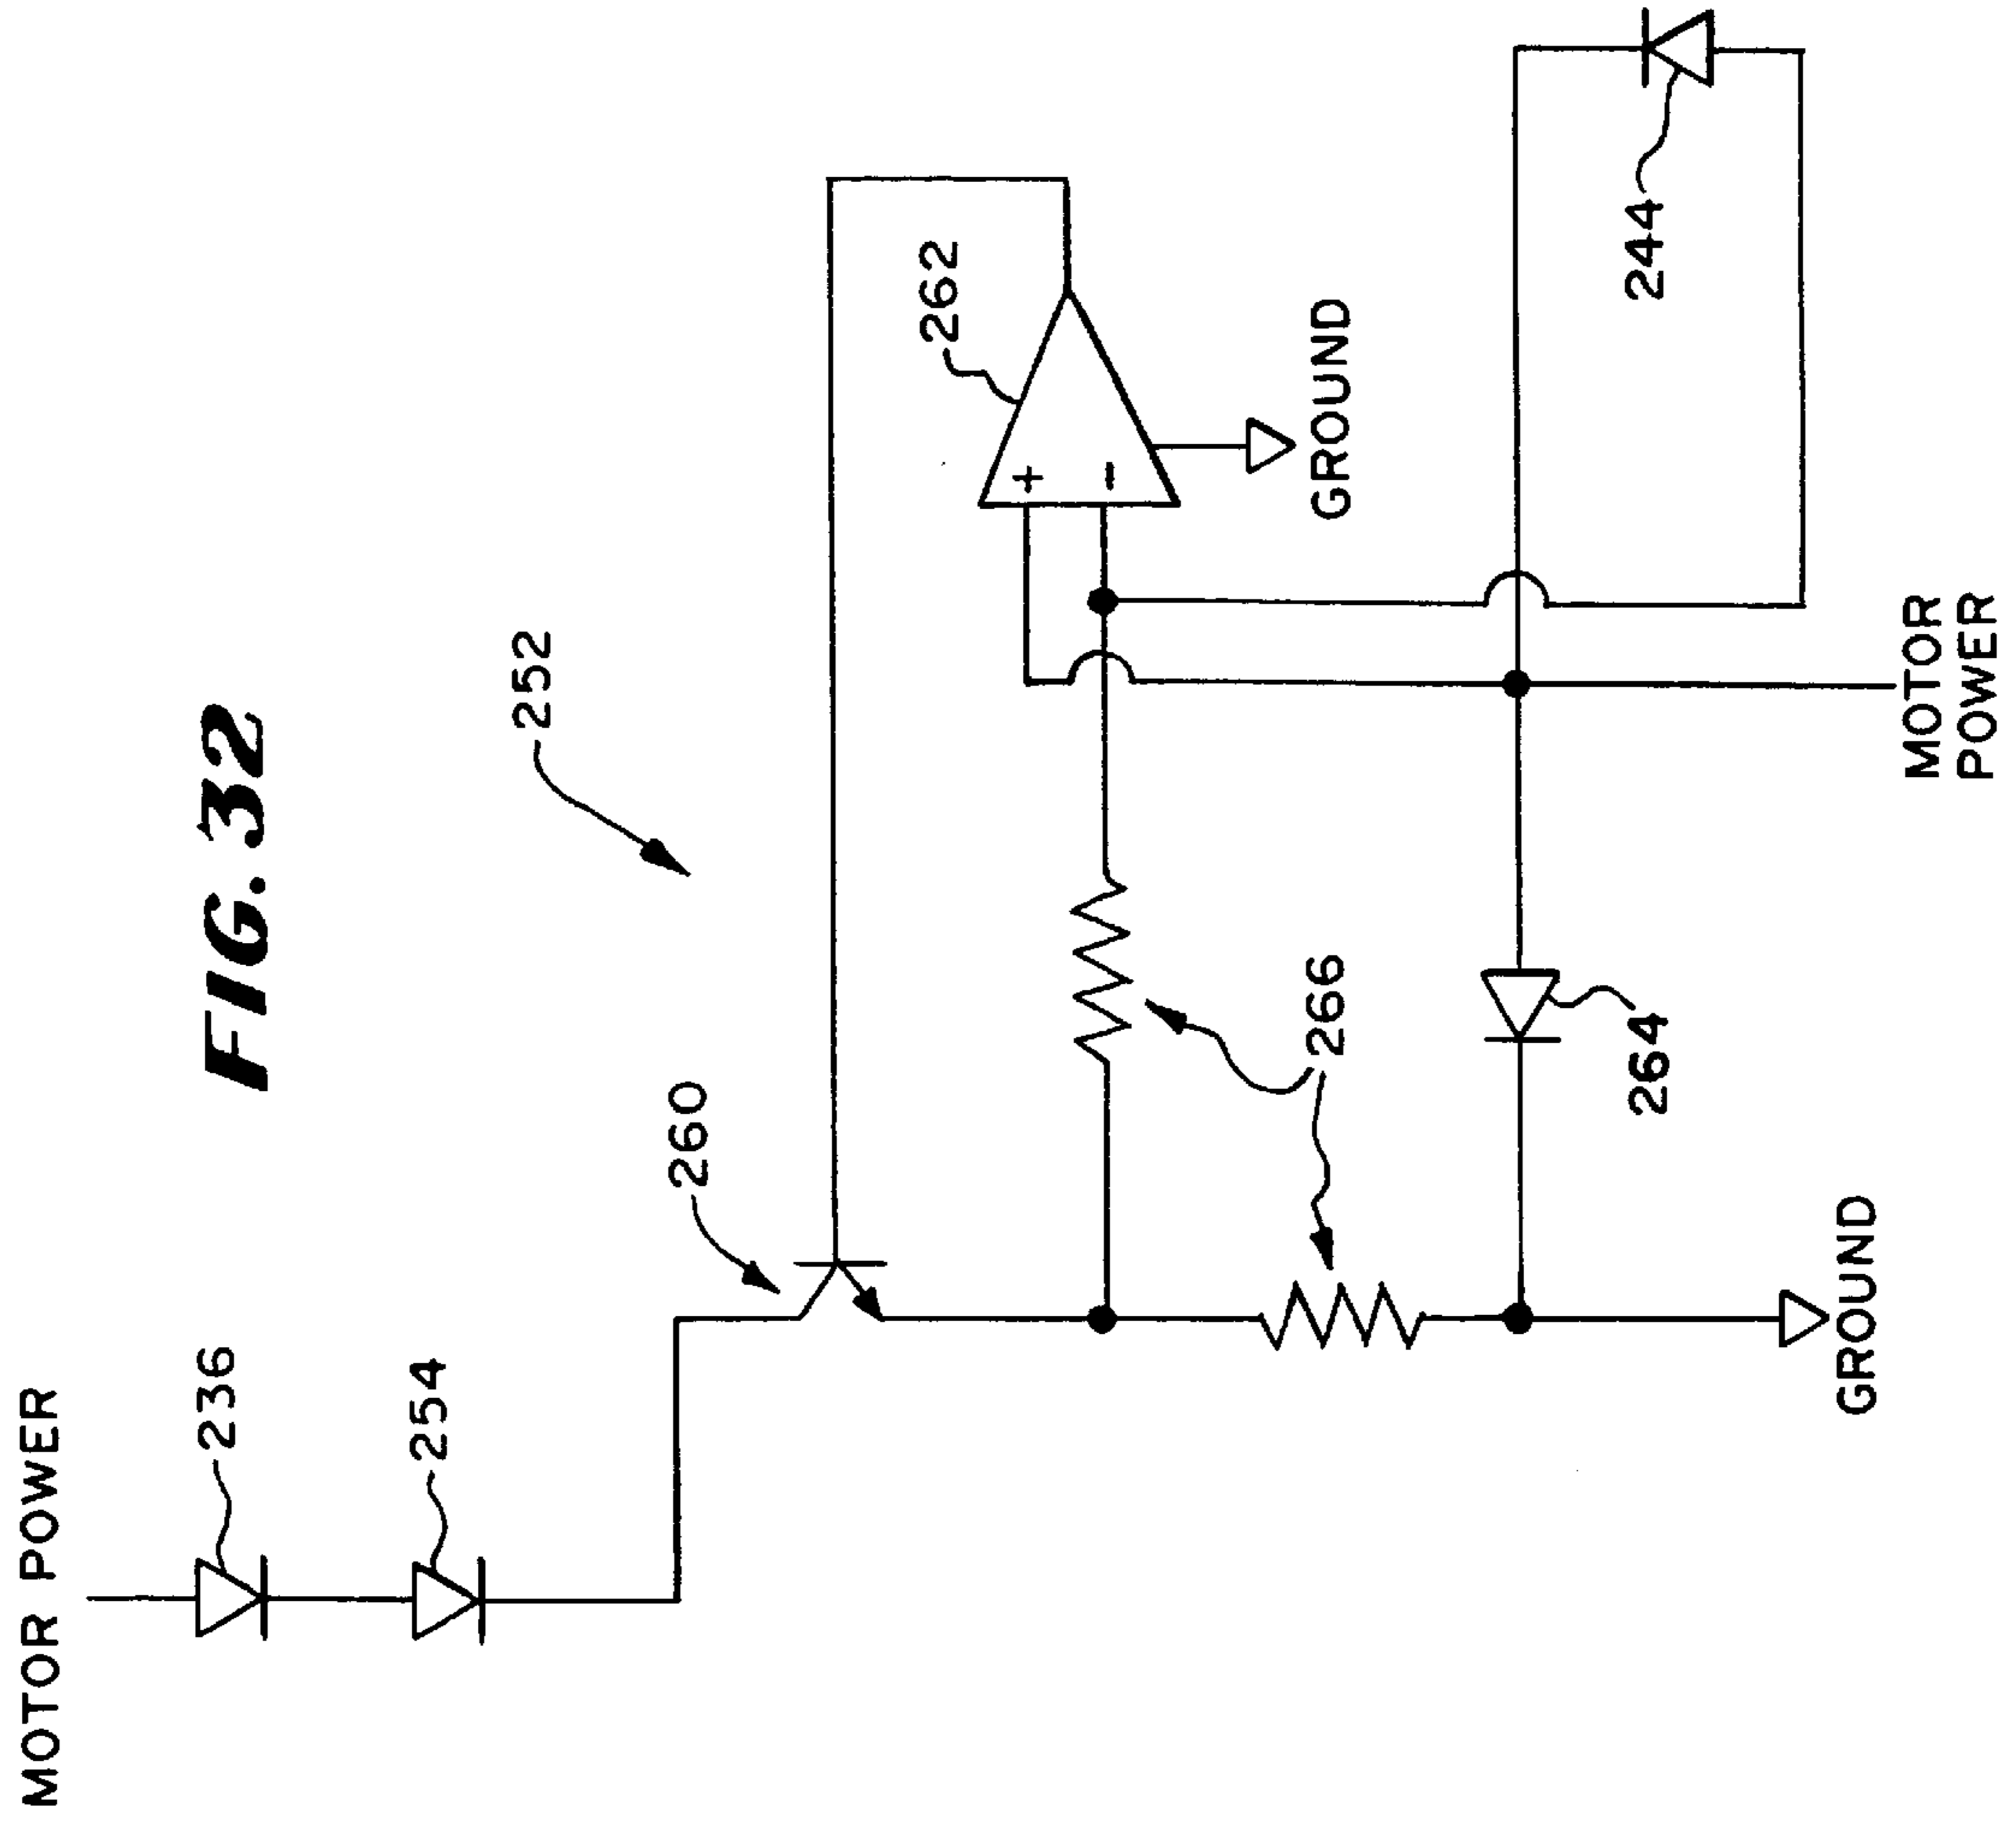 FIG. 32
MOTOR POWER
236
254
260
252
262
GROUND
266
264
244
GROUND
MOTOR
POWER